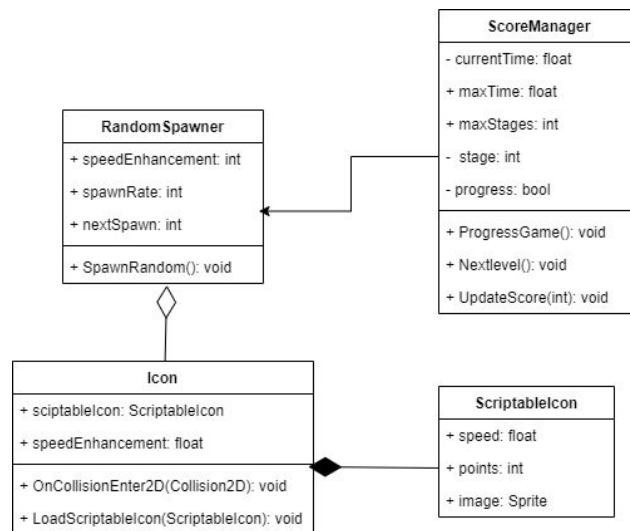 ScoreManager
- currentTime: float
+ maxTime: float
+ maxStages: int
- stage: int
- progress: bool
+ ProgressGame(): void
+ Nextlevel(): void
+ UpdateScore(int): void
RandomSpawner
+ speedEnhancement: int
+ spawnRate: int
+ nextSpawn: int
+ SpawnRandom(): void
Icon
+ sciptableIcon: ScriptableIcon
+ speedEnhancement: float
+ OnCollisionEnter2D(Collision2D): void
+ LoadScriptableIcon(ScriptableIcon): void
ScriptableIcon
+ speed: float
+ points: int
+ image: Sprite